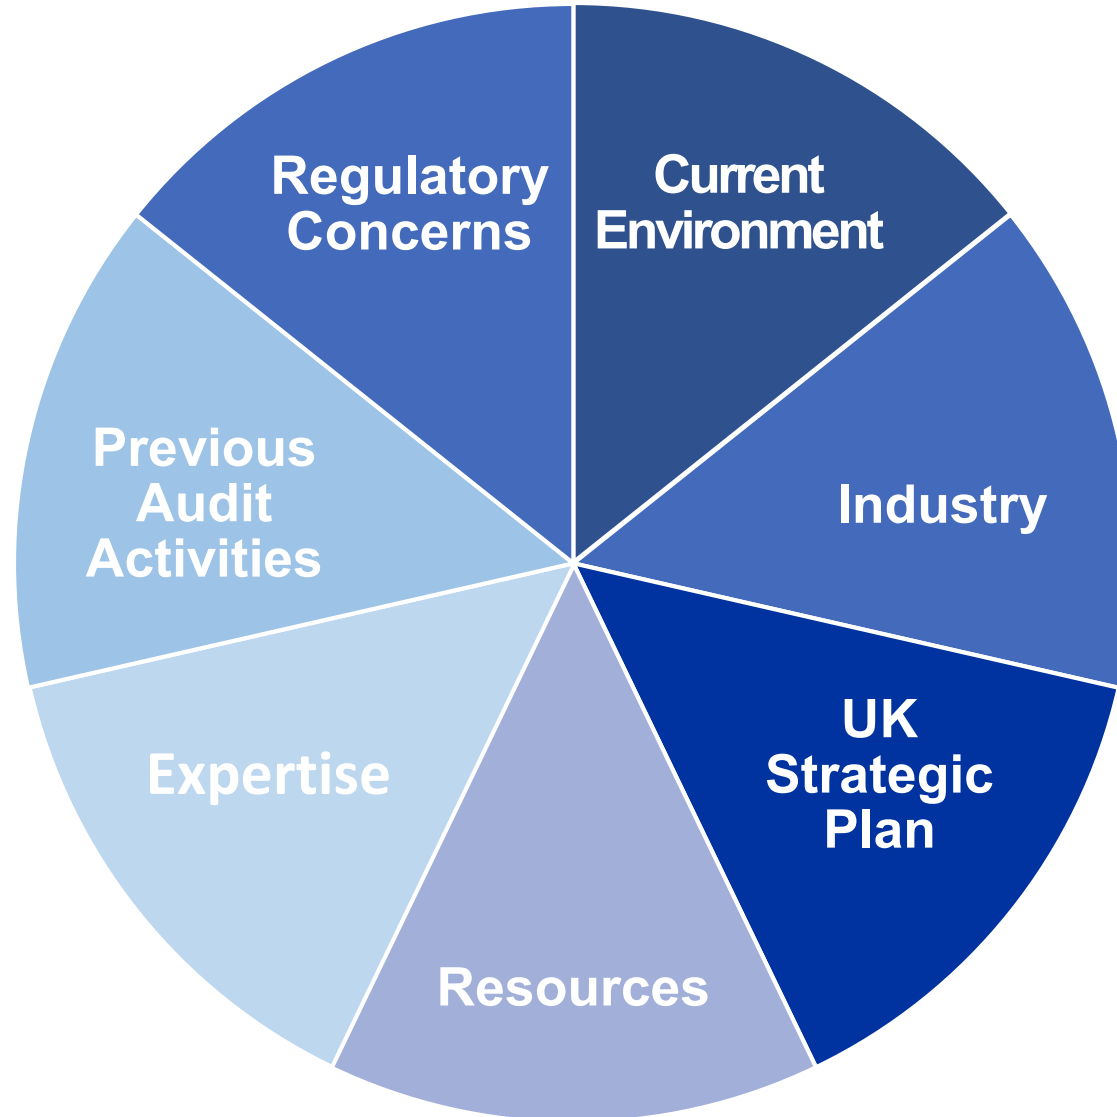 Regulatory
Concerns
Current
Environment
Industry
UK
Strategic
Plan
Resources
Expertise
Previous
Audit
Activities